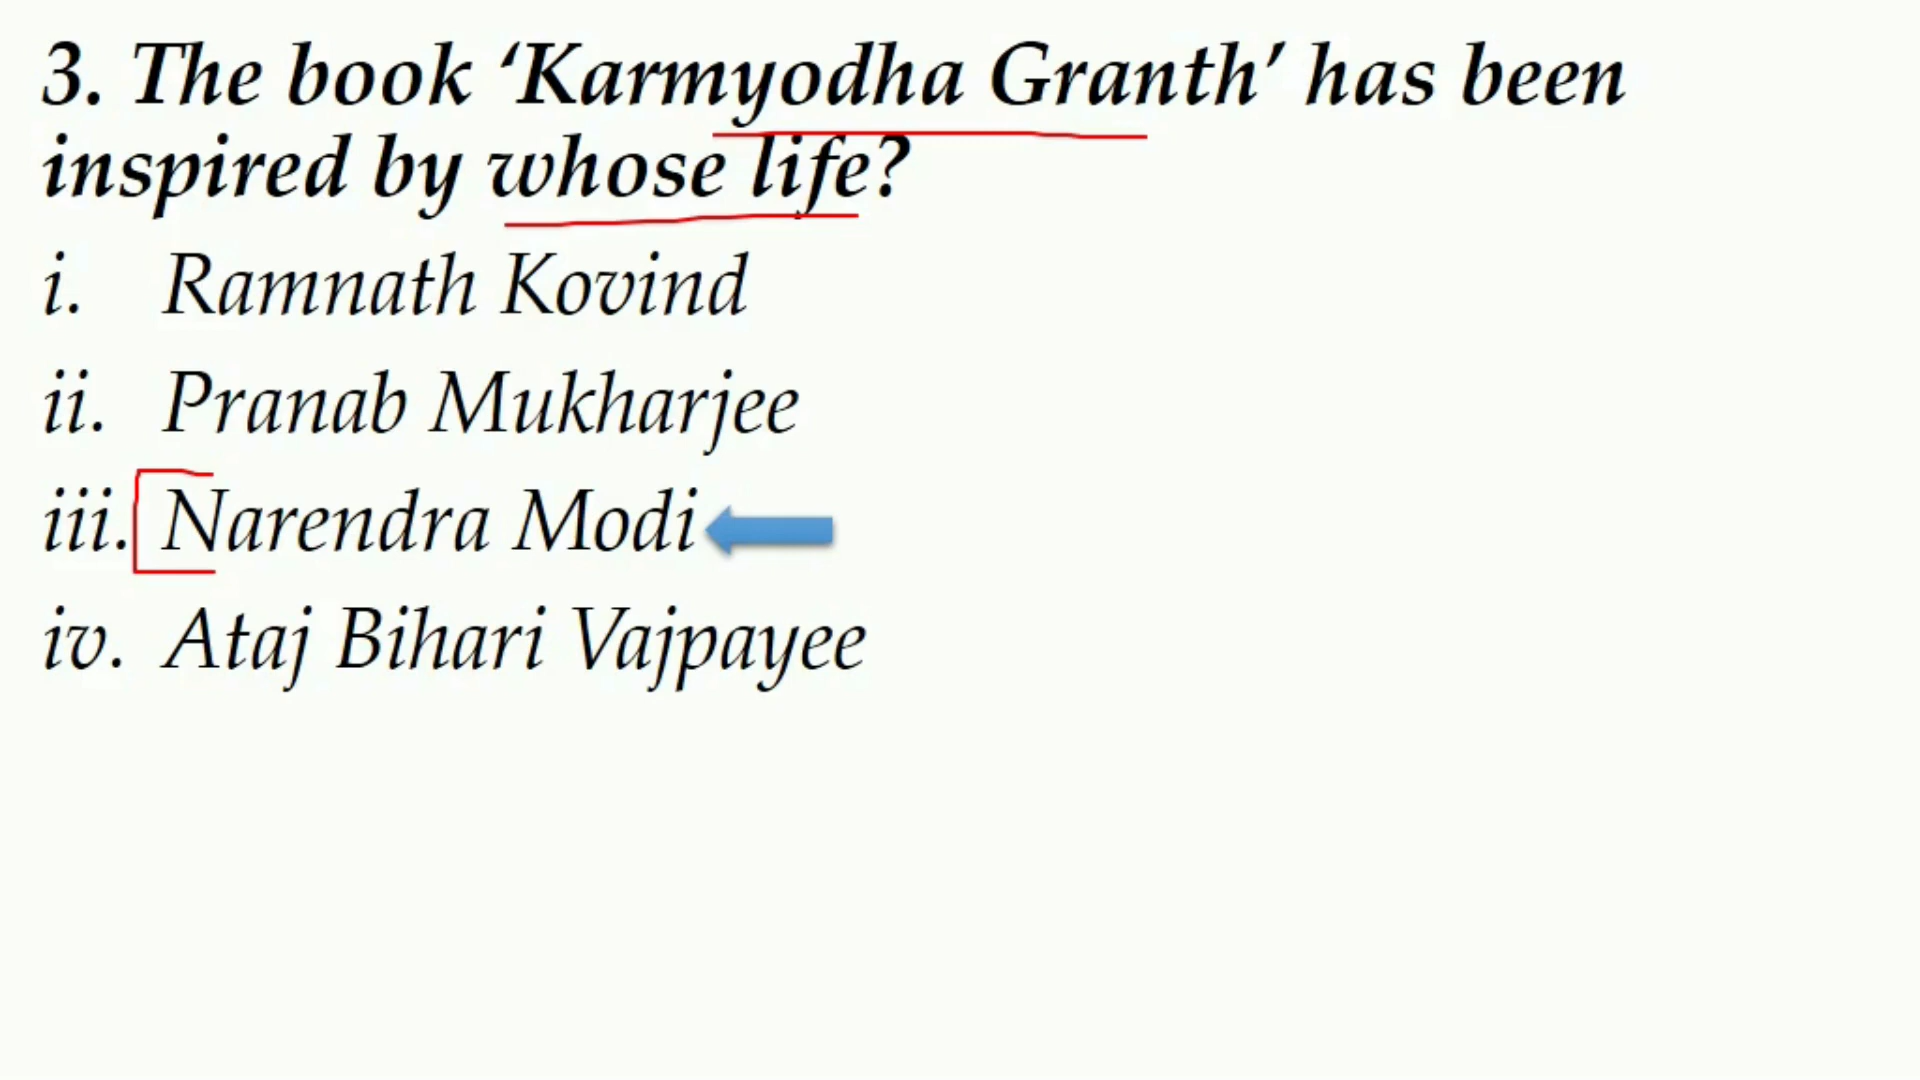 3. The book ‘Karmyodha Granth’ has been
inspired by whose life?
i. Ramnath Kovind
ii. Pranab Mukharjee
iii. Narendra Modi
iv. Ataj Bihari Vajpayee